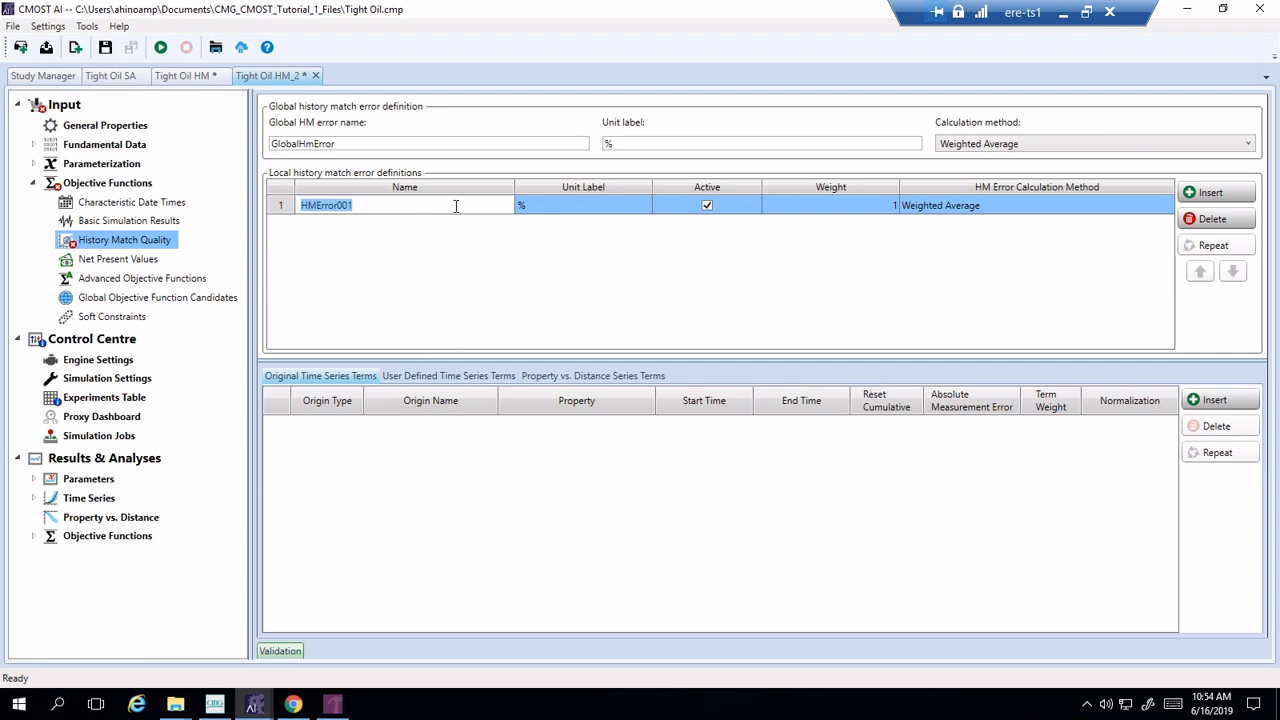 CMOST AI -- C:\Users\ahinoamp\Documents\CMG_CMOST_Tutorial_1_Files\Tight Oil.cmp
ere-ts1
File Settings Tools Help
Study Manager Tight Oil SA Tight Oil HM * Tight Oil HM_2 *
Input
General Properties
Fundamental Data
Parameterization
Objective Functions
Characteristic Date Times
Basic Simulation Results
History Match Quality
Net Present Values
Advanced Objective Functions
Global Objective Function Candidates
Soft Constraints
Control Centre
Engine Settings
Simulation Settings
Experiments Table
Proxy Dashboard
Simulation Jobs
Results & Analyses
Parameters
Time Series
Property vs. Distance
Objective Functions
Global history match error definition
Global HM error name: Unit label: Calculation method:
GlobalHmError % Weighted Average
Local history match error definitions
Name Unit Label Active Weight HM Error Calculation Method
1 HMError001 % 1 Weighted Average
Insert
Delete
Repeat
Original Time Series Terms User Defined Time Series Terms Property vs. Distance Series Terms
Origin Type Origin Name Property Start Time End Time Reset Cumulative Absolute Measurement Error Term Weight Normalization
Insert
Delete
Repeat
Validation
Ready
CMG
AI
T
10:54 AM
6/16/2019